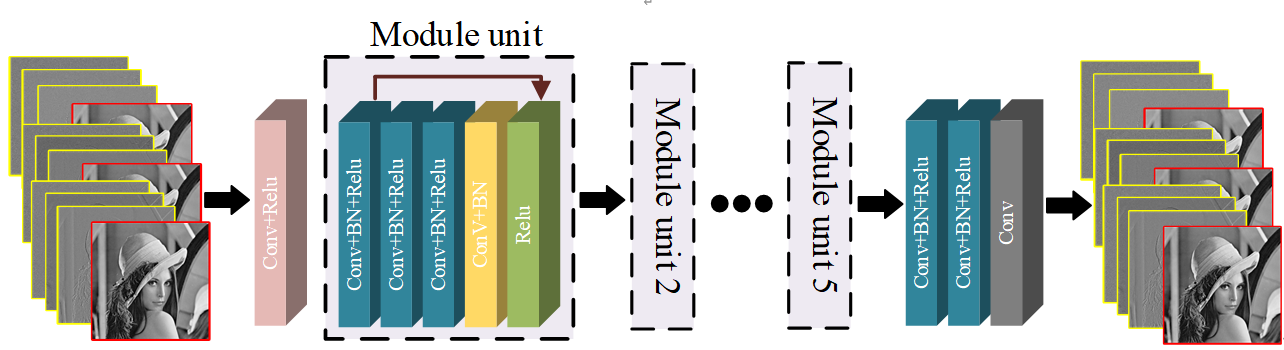 Module unit
Conv+Relu
Conv+BN+Relu
Conv+BN+Relu
Conv+BN+Relu
ConV+BN
Relu
Module unit 2
Module unit 5
Conv+BN+Relu
Conv+BN+Relu
Conv